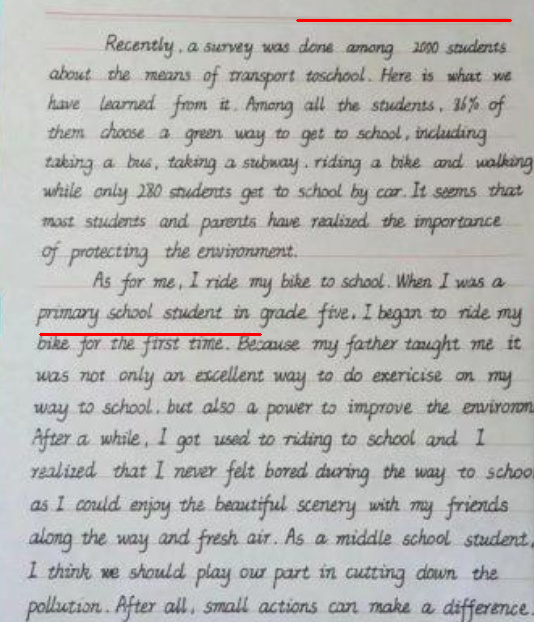 Recently, a survey was done among 2000 students
about the means of transport toschool. Here is what we
have learned from it. Among all the students, 86% of
them choose a green way to get to school, including
taking a bus, taking a subway, riding a bike and walking
while only 280 students get to school by car. It seems that
most students and parents have realized the importance
of protecting the environment.
As for me, I ride my bike to school. When I was a
primary school student in grade five, I began to ride my
bike for the first time. Because my father taught me it
was not only an excellent way to do exericise on my
way to school, but also a power to improve the environm
After a while, I got used to riding to school and I
realized that I never felt bored during the way to schoo
as I could enjoy the beautiful scenery with my friends
along the way and fresh air. As a middle school student,
I think we should play our part in cutting down the
pollution. After all, small actions can make a difference.